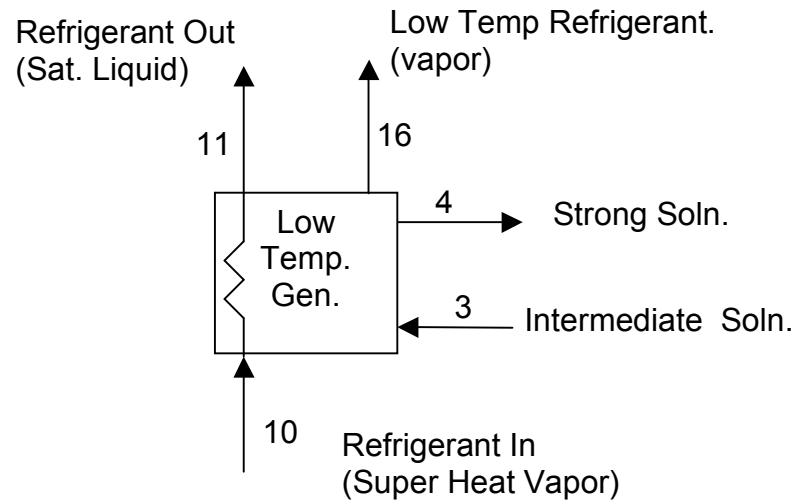 Refrigerant Out
(Sat. Liquid)
Low Temp Refrigerant.
(vapor)
11
16
4
Strong Soln.
Low
Temp.
Gen.
3
Intermediate Soln.
10
Refrigerant In
(Super Heat Vapor)